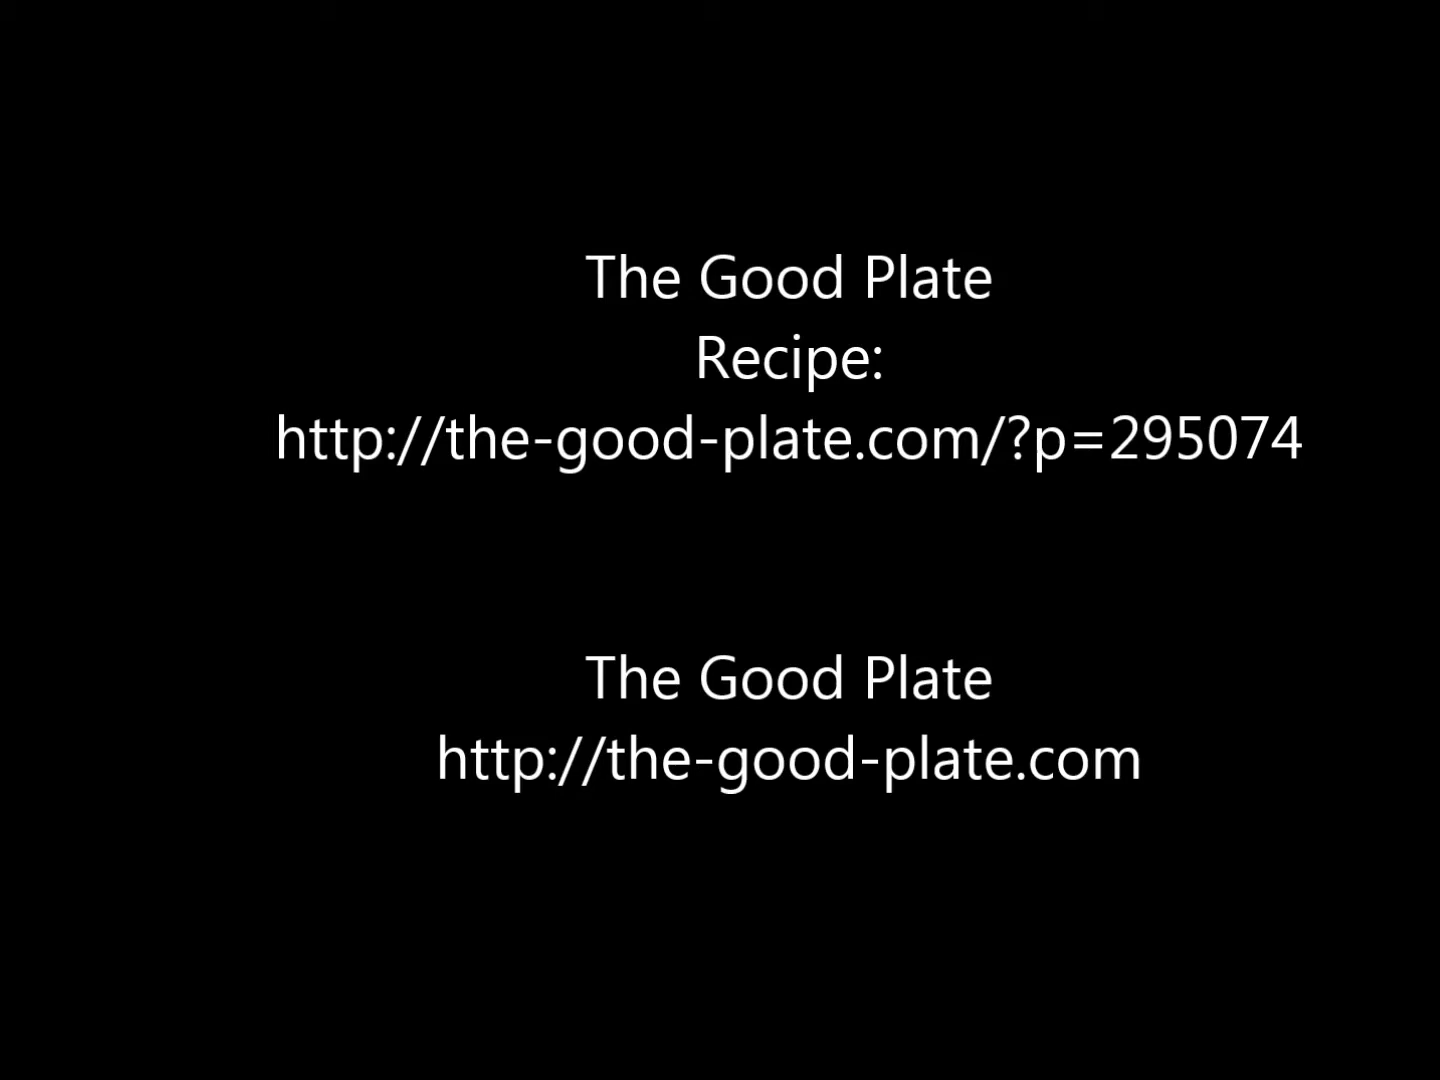 The Good Plate
Recipe:
http://the-good-plate.com/?p=295074
The Good Plate
http://the-good-plate.com